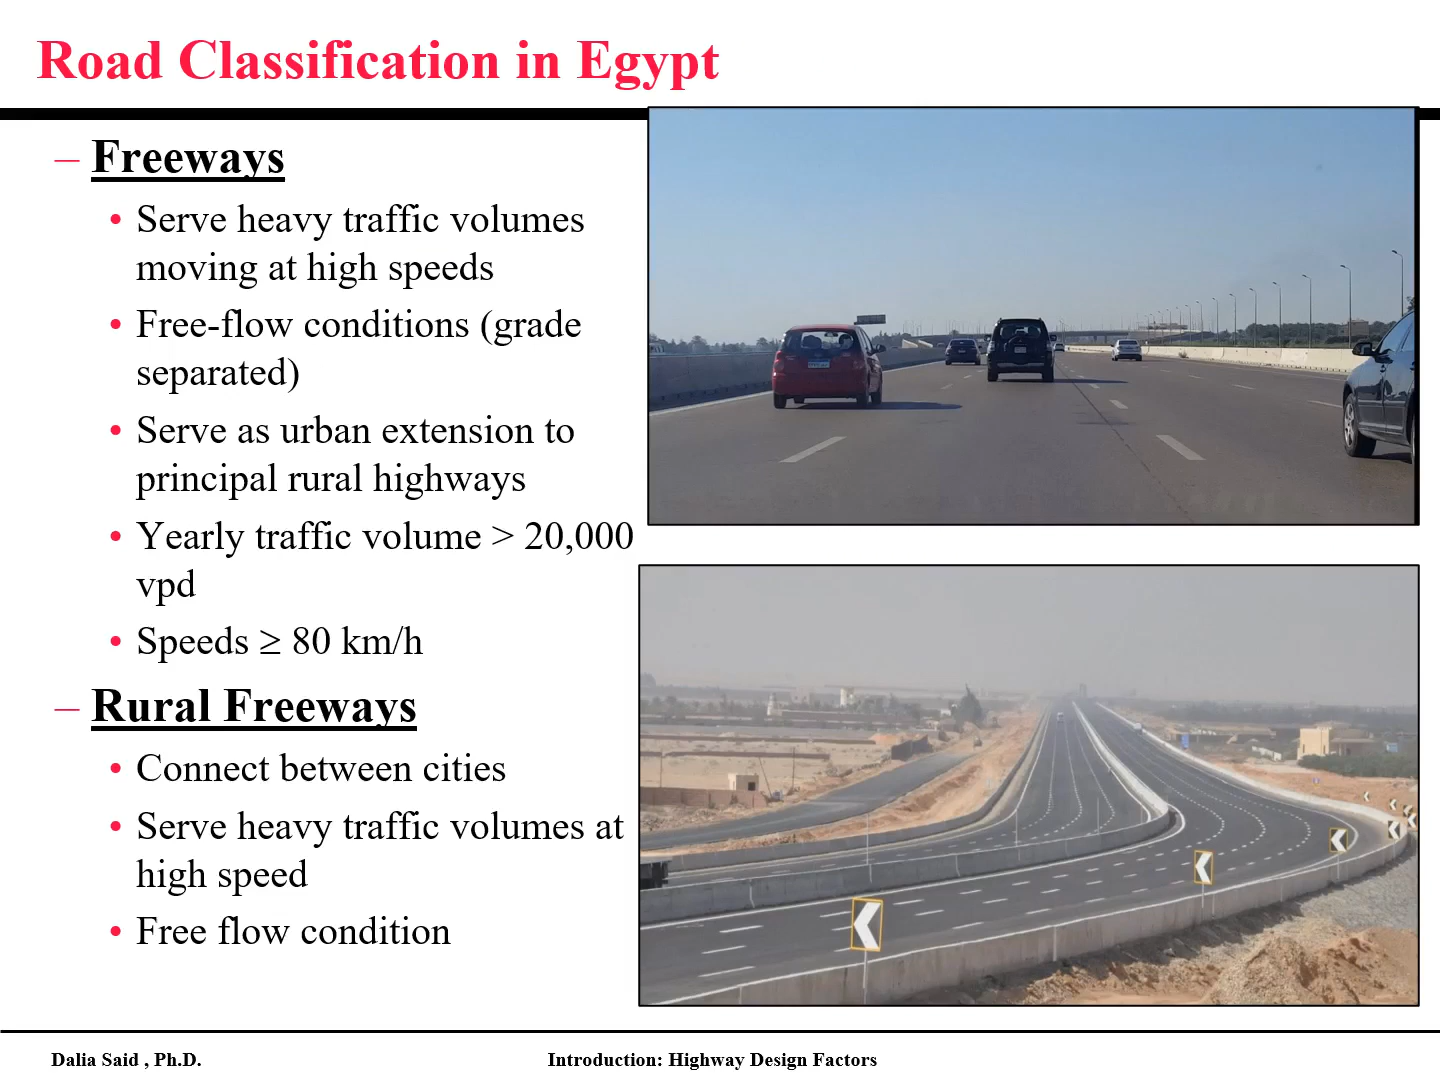 Road Classification in Egypt
– Freeways
• Serve heavy traffic volumes
moving at high speeds
• Free-flow conditions (grade
separated)
• Serve as urban extension to
principal rural highways
• Yearly traffic volume > 20,000
vpd
• Speeds ≥ 80 km/h
– Rural Freeways
• Connect between cities
• Serve heavy traffic volumes at
high speed
• Free flow condition
Dalia Said , Ph.D.
Introduction: Highway Design Factors